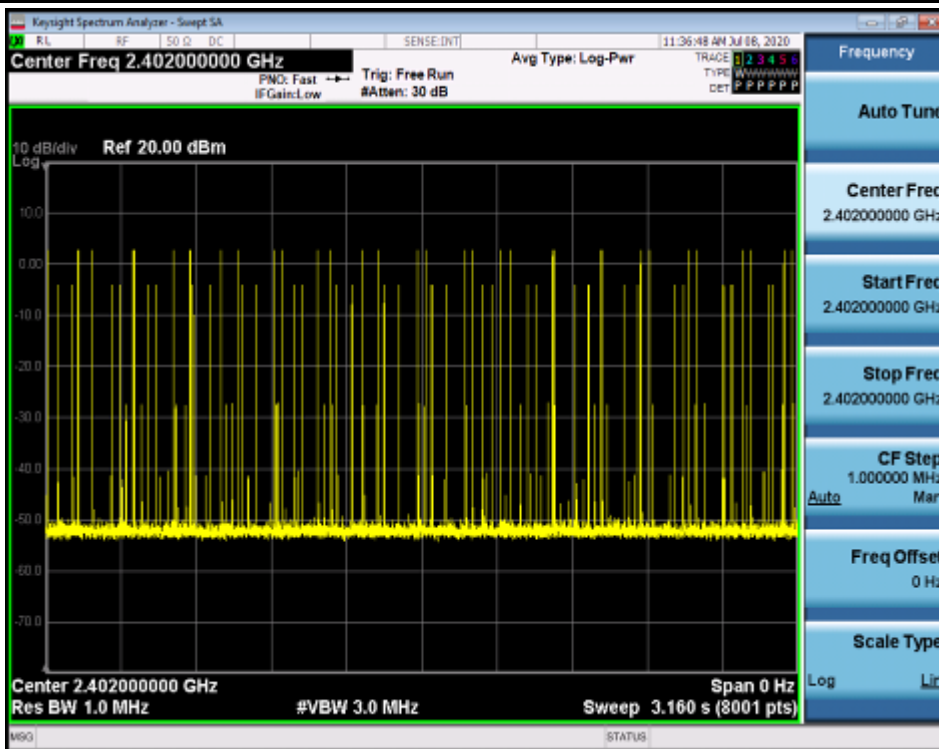 Keysight Spectrum Analyzer - Swept SA
RL RF 50 Ω DC SENSE:INT 11:36:48 AM Jul 08, 2020
Center Freq 2.402000000 GHz
PNO: Fast
IFGain:Low
Trig: Free Run
#Atten: 30 dB
Avg Type: Log-Pwr
TRACE 1 2 3 4 5 6
TYPE WWWWWW
DET P P P P P P
10 dB/div Ref 20.00 dBm
Log
10.0
0.00
-10.0
-20.0
-30.0
-40.0
-50.0
-60.0
-70.0
Center 2.402000000 GHz Span 0 Hz
Res BW 1.0 MHz #VBW 3.0 MHz Sweep 3.160 s (8001 pts)
MSG STATUS
Frequency
Auto Tune
Center Freq
2.402000000 GHz
Start Freq
2.402000000 GHz
Stop Freq
2.402000000 GHz
CF Step
1.000000 MHz
Auto Man
Freq Offset
0 Hz
Scale Type
Log Lin